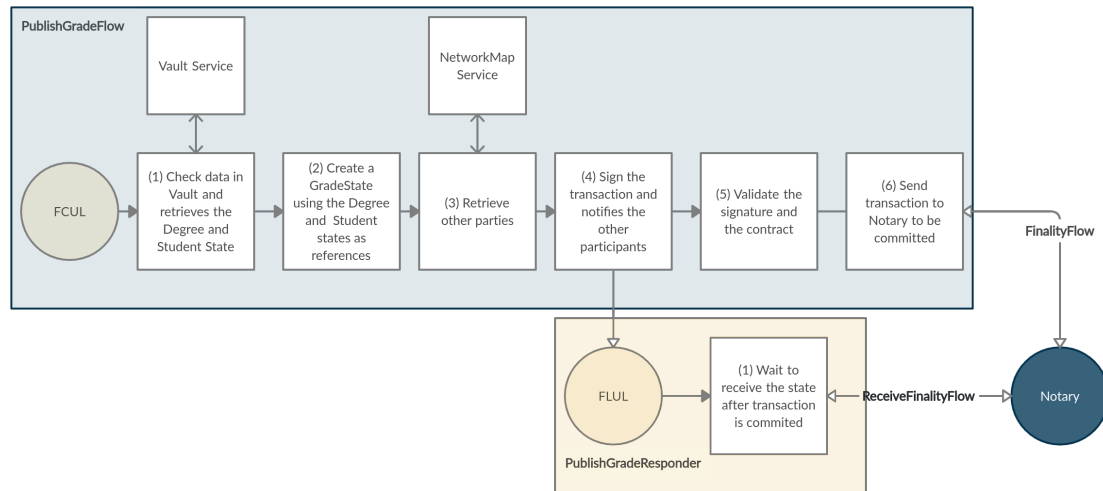 PublishGradeFlow
Vault Service
NetworkMap
Service
FCUL
(1) Check data in
Vault and
retrieves the
Degree and
Student State
(2) Create a
GradeState
using the Degree
and Student
states as
references
(3) Retrieve
other parties
(4) Sign the
transaction and
notifies the
other
participants
(5) Validate the
signature and
the contract
(6) Send
transaction to
Notary to be
committed
FinalityFlow
FLUL
(1) Wait to
receive the state
after transaction
is commited
ReceiveFinalityFlow
Notary
PublishGradeResponder